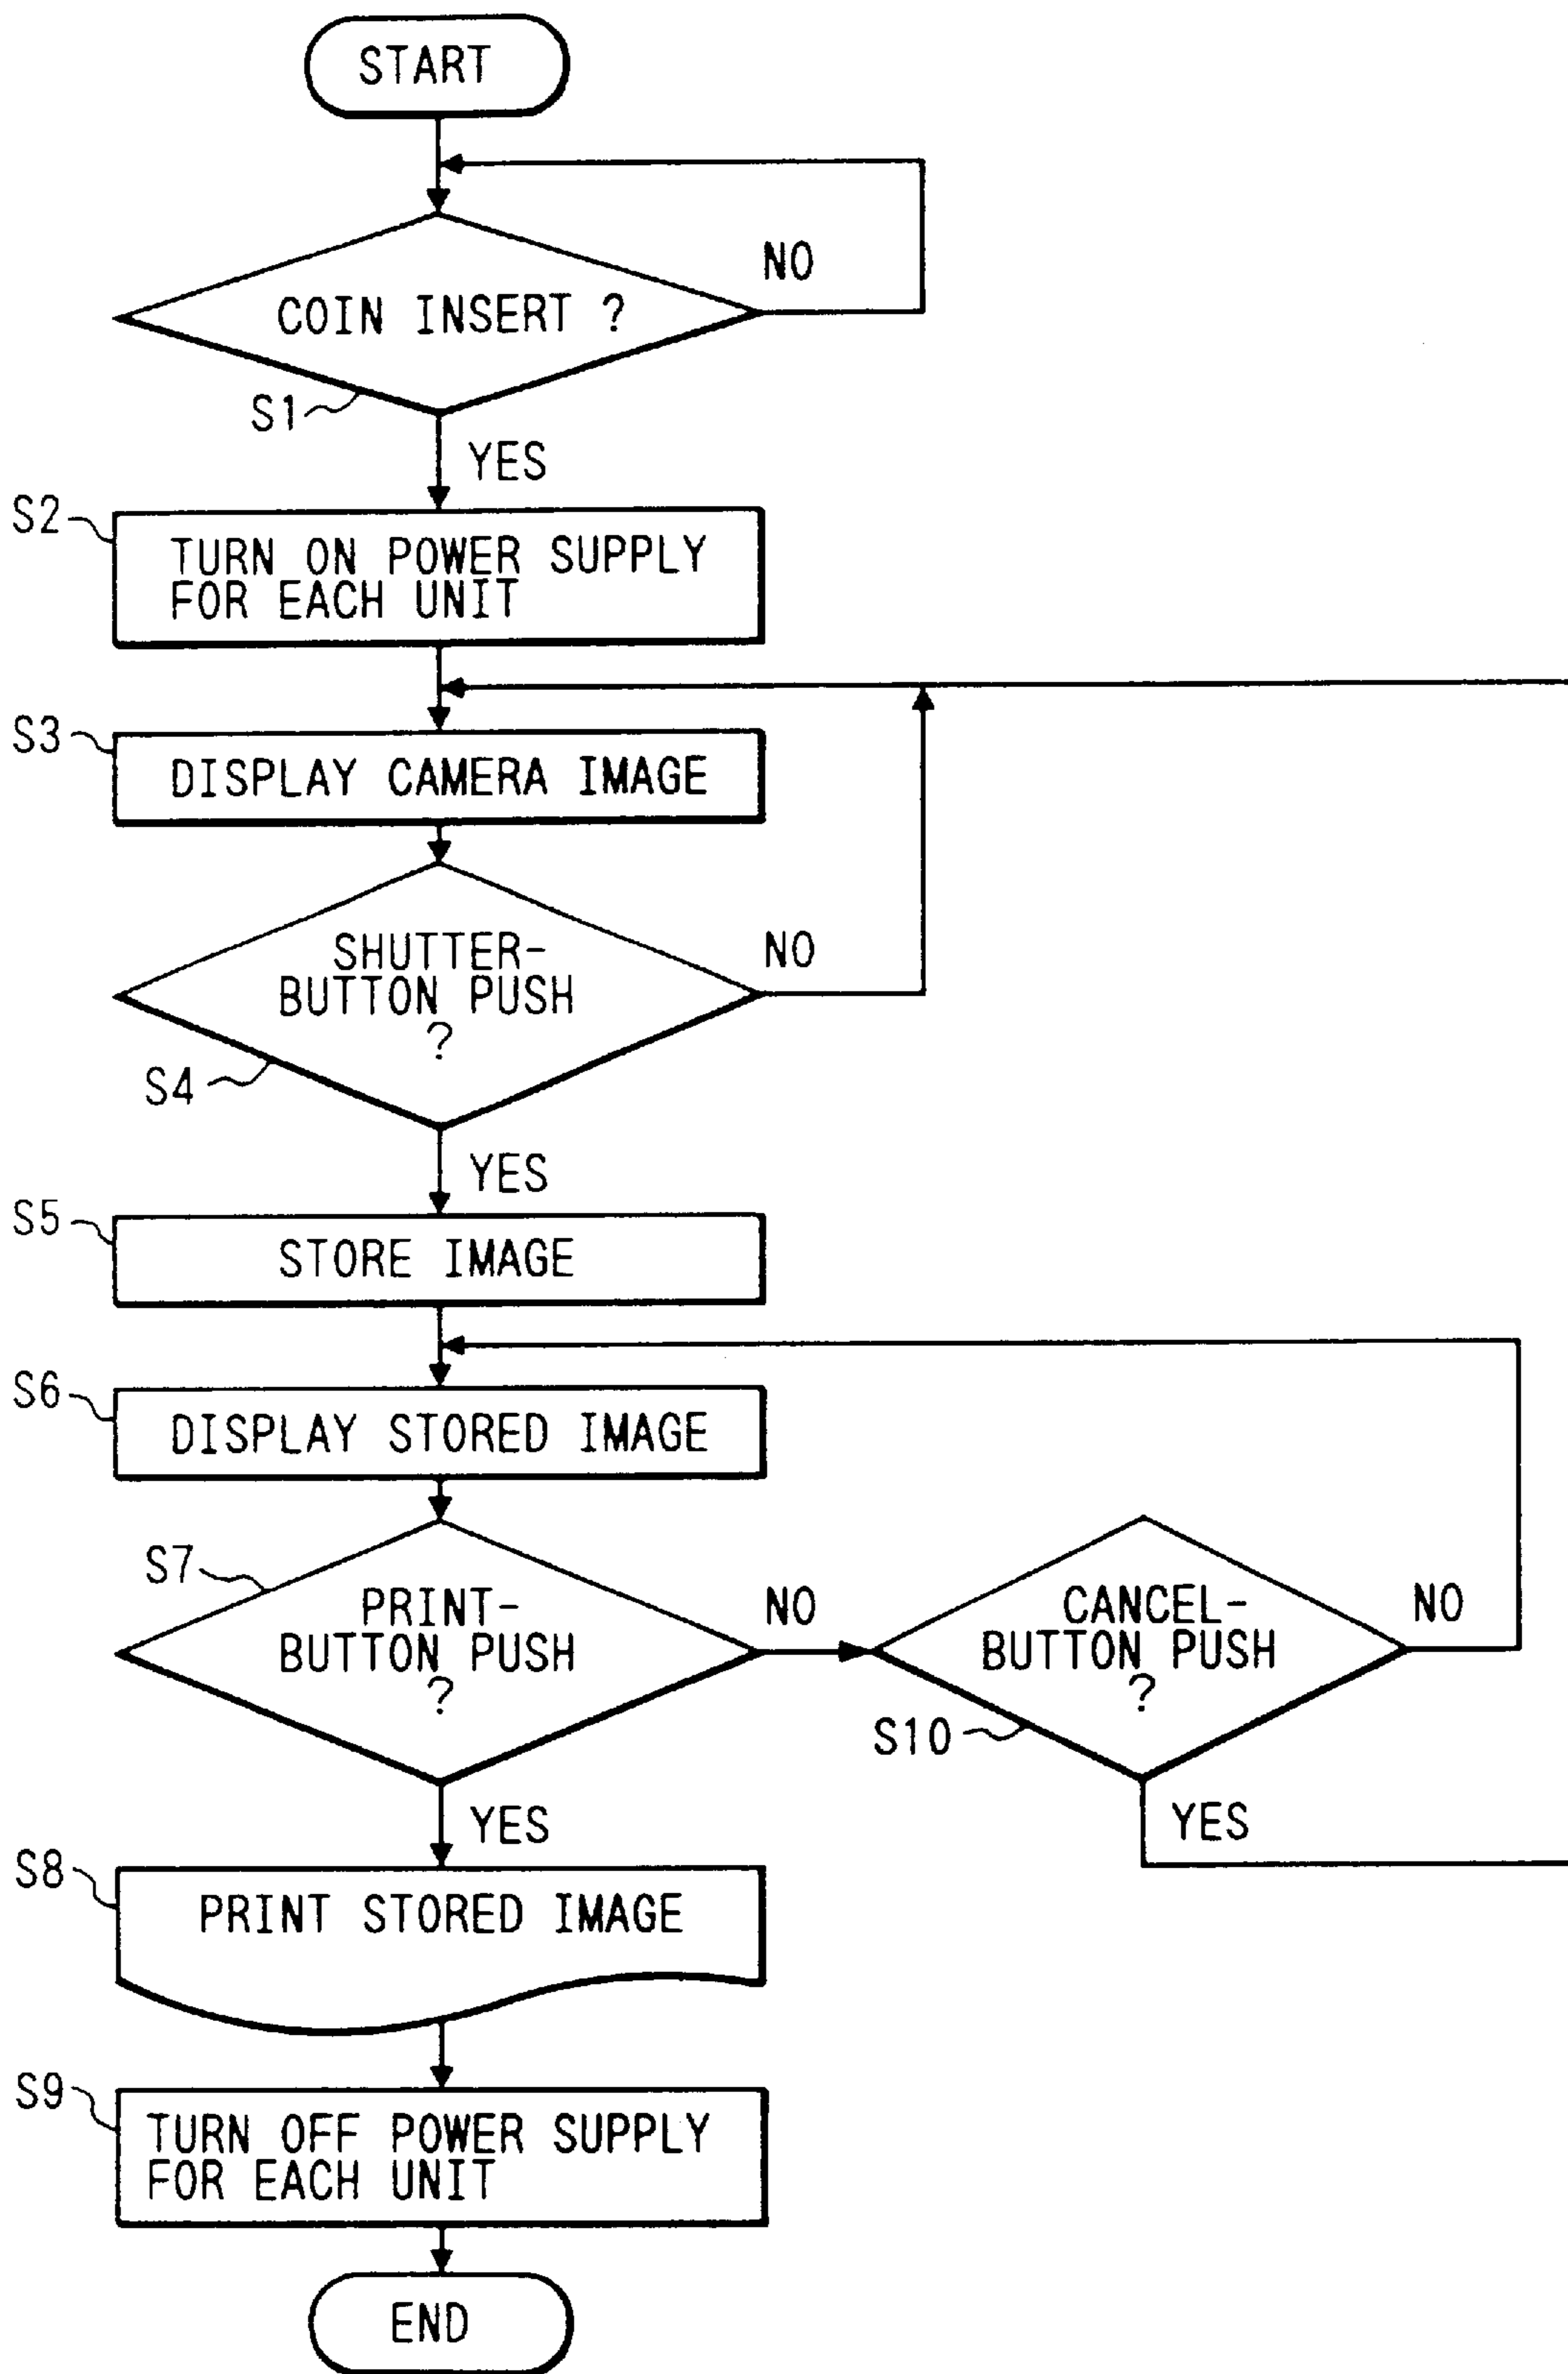 START
NO
COIN INSERT ?
S1
YES
S2
TURN ON POWER SUPPLY
FOR EACH UNIT
S3
DISPLAY CAMERA IMAGE
SHUTTER-
BUTTON PUSH
?
NO
S4
YES
S5
STORE IMAGE
S6
DISPLAY STORED IMAGE
S7
PRINT-
BUTTON PUSH
?
NO
CANCEL-
BUTTON PUSH
?
NO
S10
YES
YES
S8
PRINT STORED IMAGE
S9
TURN OFF POWER SUPPLY
FOR EACH UNIT
END